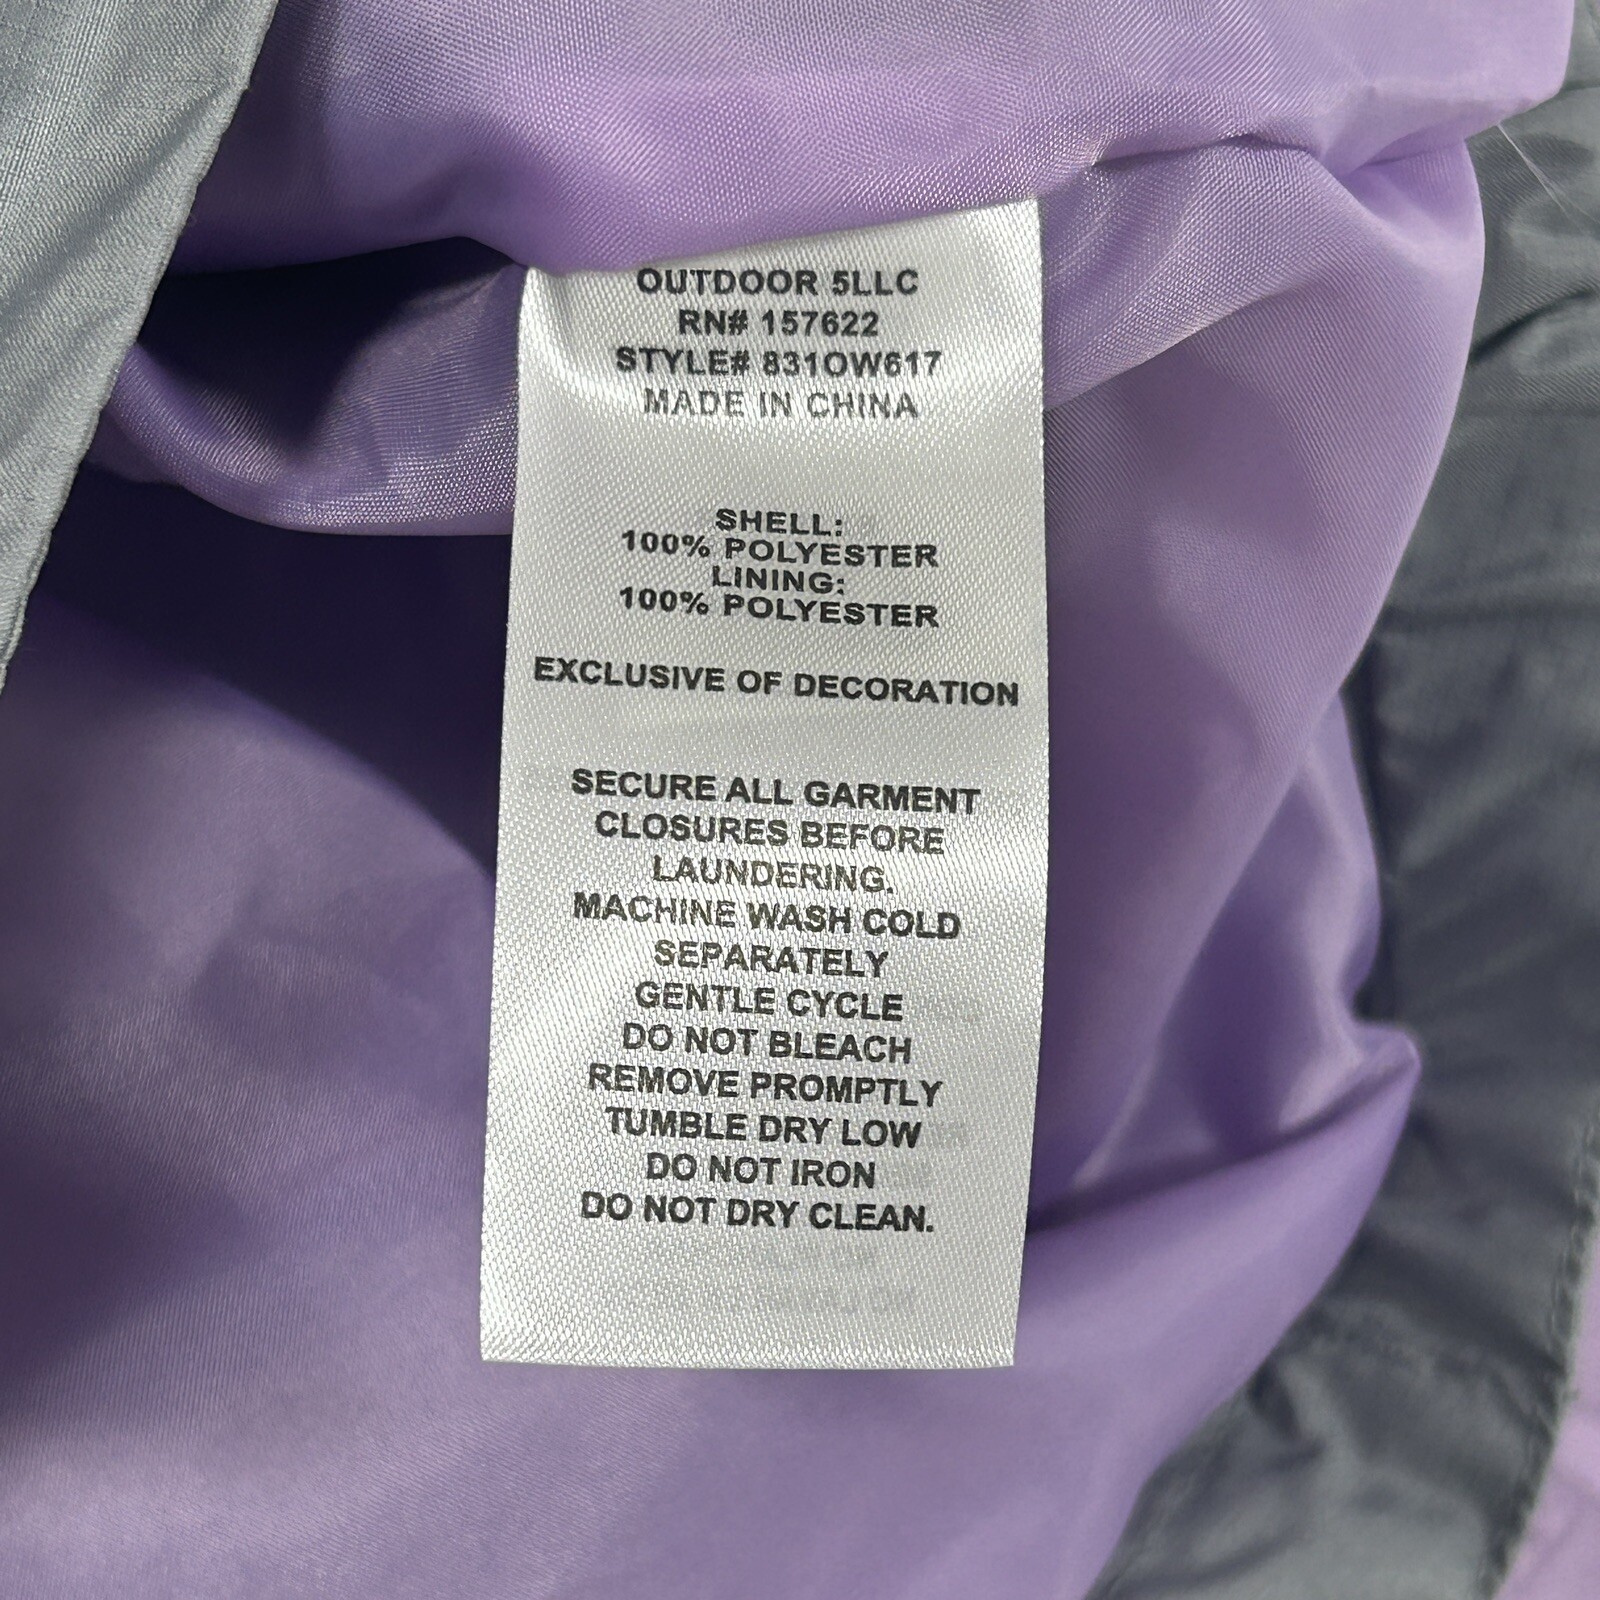 OUTDOOR 5LLC
RN# 157622
STYLE# 831OW617
MADE IN CHINA
SHELL:
100% POLYESTER
LINING:
100% POLYESTER
EXCLUSIVE OF DECORATION
SECURE ALL GARMENT
CLOSURES BEFORE
LAUNDERING.
MACHINE WASH COLD
SEPARATELY
GENTLE CYCLE
DO NOT BLEACH
REMOVE PROMPTLY
TUMBLE DRY LOW
DO NOT IRON
DO NOT DRY CLEAN.